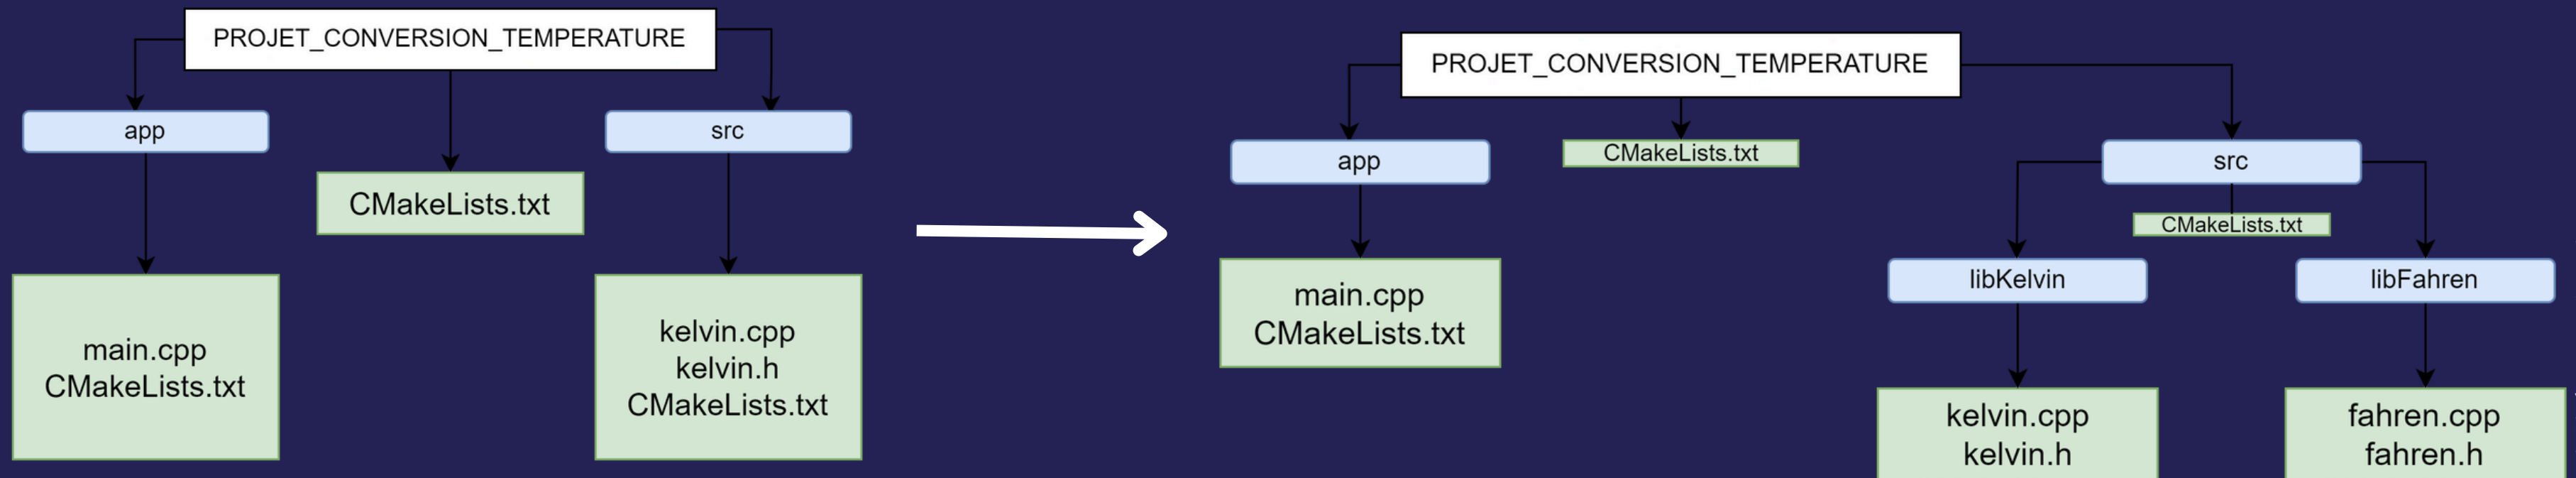 PROJET_CONVERSION_TEMPERATURE
app
src
CMakeLists.txt
main.cpp
CMakeLists.txt
kelvin.cpp
kelvin.h
CMakeLists.txt
PROJET_CONVERSION_TEMPERATURE
app
CMakeLists.txt
src
CMakeLists.txt
main.cpp
CMakeLists.txt
libKelvin
libFahren
kelvin.cpp
kelvin.h
fahren.cpp
fahren.h